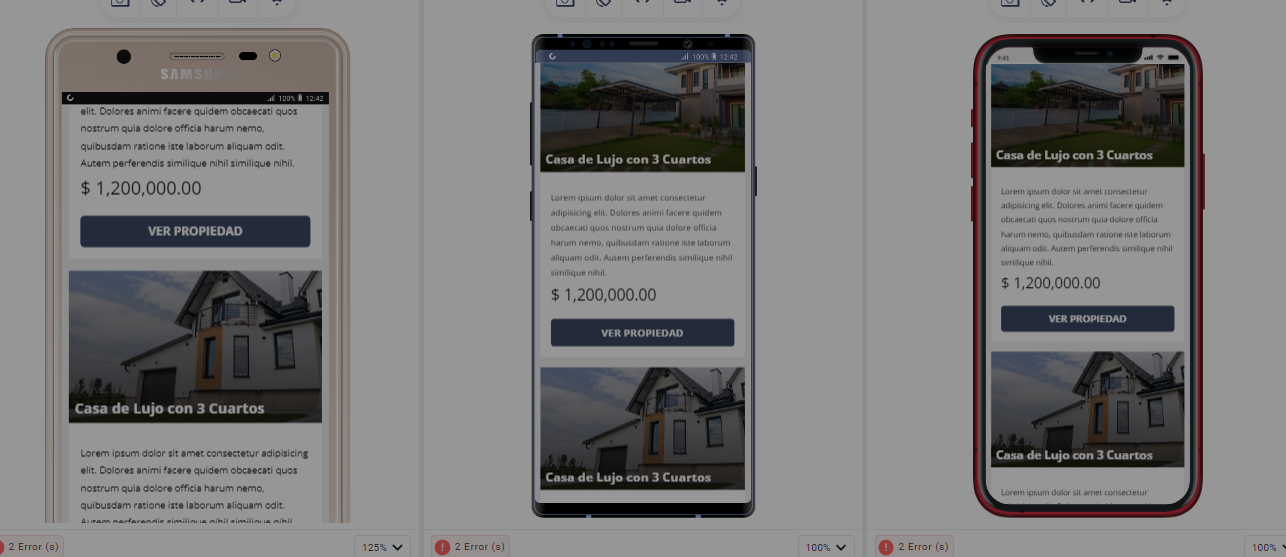 SAMSUNG
100% 12:42
elit. Dolores animi facere quidem obcaecati quos
nostrum quia dolore officia harum nemo,
quibusdam ratione iste laborum aliquam odit.
Autem perferendis similique nihil similique nihil.
$ 1,200,000.00
VER PROPIEDAD
Casa de Lujo con 3 Cuartos
Lorem ipsum dolor sit amet consectetur adipisicing
elit. Dolores animi facere quidem obcaecati quos
nostrum quia dolore officia harum nemo,
quibusdam ratione iste laborum aliquam odit.
Autem perferendis similique nihil similique nihil.
2 Error (s)
125%
100% 12:42
Casa de Lujo con 3 Cuartos
Lorem ipsum dolor sit amet consectetur
adipisicing elit. Dolores animi facere quidem
obcaecati quos nostrum quia dolore officia
harum nemo, quibusdam ratione iste laborum
aliquam odit. Autem perferendis similique nihil
similique nihil.
$ 1,200,000.00
VER PROPIEDAD
Casa de Lujo con 3 Cuartos
2 Error (s)
100%
9:41
Casa de Lujo con 3 Cuartos
Lorem ipsum dolor sit amet consectetur
adipisicing elit. Dolores animi facere quidem
obcaecati quos nostrum quia dolore officia
harum nemo, quibusdam ratione iste laborum
aliquam odit. Autem perferendis similique nihil
similique nihil.
$ 1,200,000.00
VER PROPIEDAD
Casa de Lujo con 3 Cuartos
Lorem ipsum dolor sit amet consectetur
2 Error (s)
100%